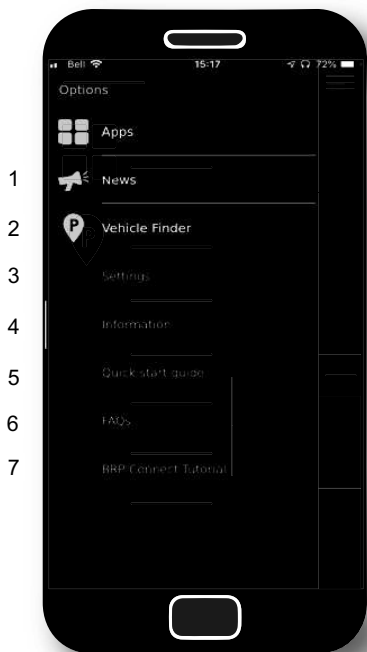 Bell 15:17 72%
Options
Apps
1 News
2 P Vehicle Finder
3 Settings
4 Information
5 Quick start guide
6 FAQs
7 BRP Connect Tutorial